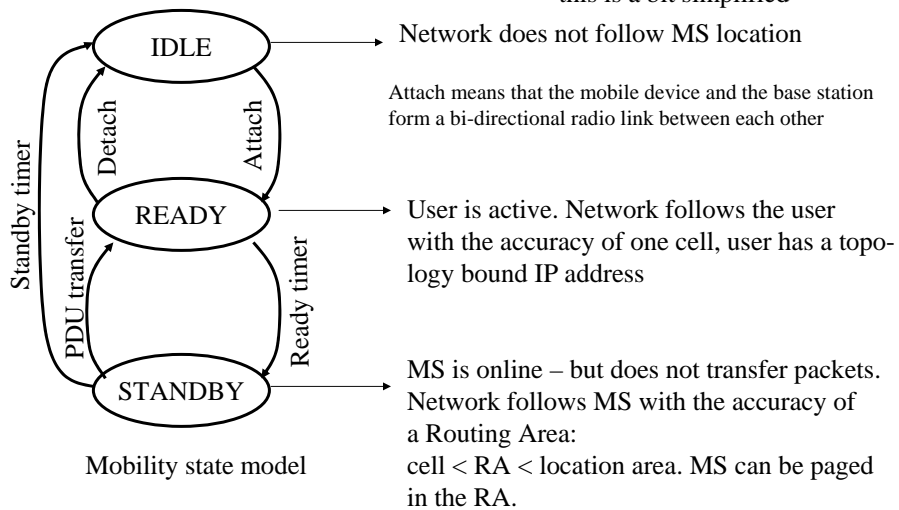 this is a bit simplified
IDLE
Network does not follow MS location
Attach means that the mobile device and the base station
form a bi-directional radio link between each other
Standby timer
Detach
Attach
READY
User is active. Network follows the user
with the accuracy of one cell, user has a topo-
logy bound IP address
PDU transfer
Ready timer
STANDBY
MS is online – but does not transfer packets.
Network follows MS with the accuracy of
a Routing Area:
cell < RA < location area. MS can be paged
in the RA.
Mobility state model